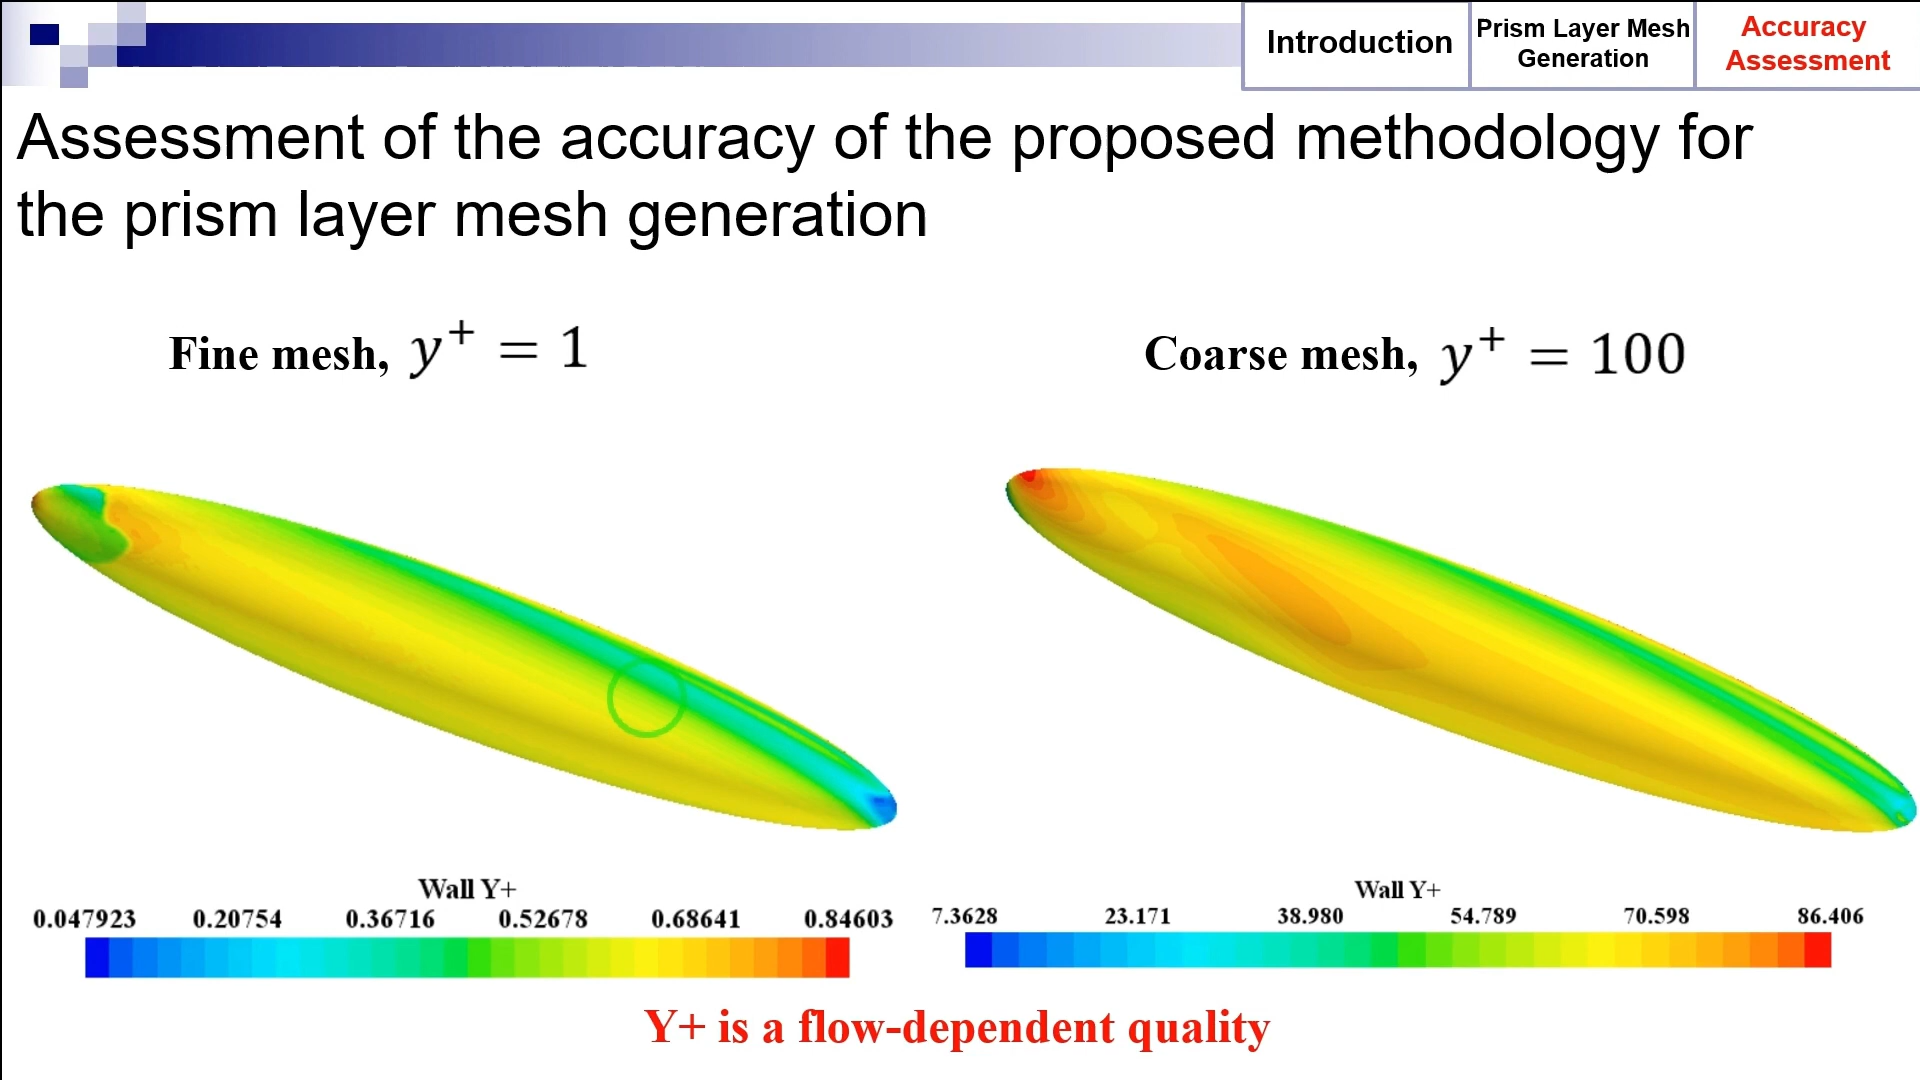 Introduction
Prism Layer Mesh
Generation
Accuracy
Assessment
Assessment of the accuracy of the proposed methodology for
the prism layer mesh generation
Fine mesh, y⁺ = 1
Coarse mesh, y⁺ = 100
Wall Y+
0.047923 0.20754 0.36716 0.52678 0.68641 0.84603
Wall Y+
7.3628 23.171 38.980 54.789 70.598 86.406
Y+ is a flow-dependent quality